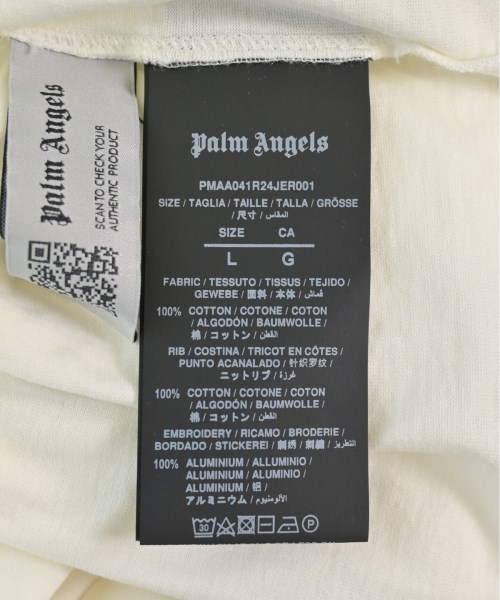 Palm Angels
SCAN TO CHECK YOUR
AUTHENTIC PRODUCT
Palm Angels
PMAA041R24JER001
SIZE / TAGLIA / TAILLE / TALLA / GRÖSSE
/ 尺寸 / المقاس
SIZE CA
L G
FABRIC / TESSUTO / TISSUS / TEJIDO /
GEWEBE / 面料 / 本体 / قماش
100% COTTON / COTONE / COTON
/ ALGODÓN / BAUMWOLLE /
棉 / コットン / القطن
RIB / COSTINA / TRICOT EN CÔTES /
PUNTO ACANALADO / 针织罗纹
/ ニットリブ / غرزة
100% COTTON / COTONE / COTON
/ ALGODÓN / BAUMWOLLE /
棉 / コットン / القطن
EMBROIDERY / RICAMO / BRODERIE /
BORDADO / STICKEREI / 刺绣 / 刺繍 / التطريز
100% ALUMINIUM / ALLUMINIO /
ALUMINIUM / ALUMINIO /
ALUMINIUM / 铝 /
アルミニウム / الألومنيوم
30 P